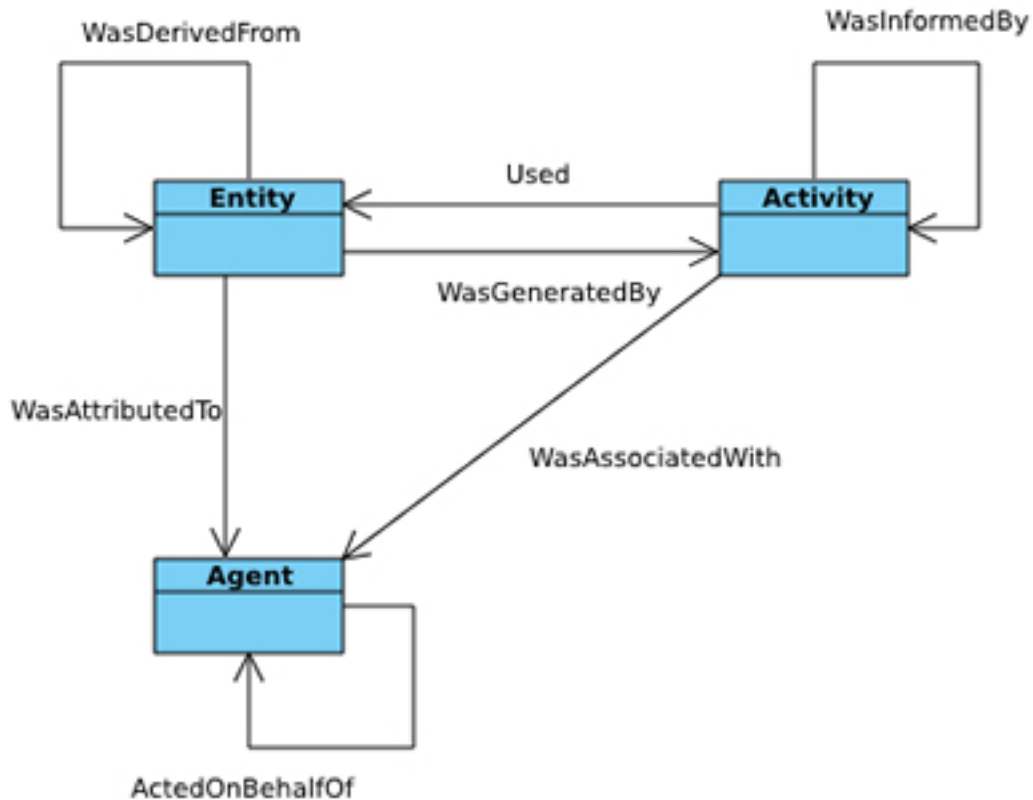 WasDerivedFrom
WasInformedBy
Used
Entity
Activity
WasGeneratedBy
WasAttributedTo
WasAssociatedWith
Agent
ActedOnBehalfOf